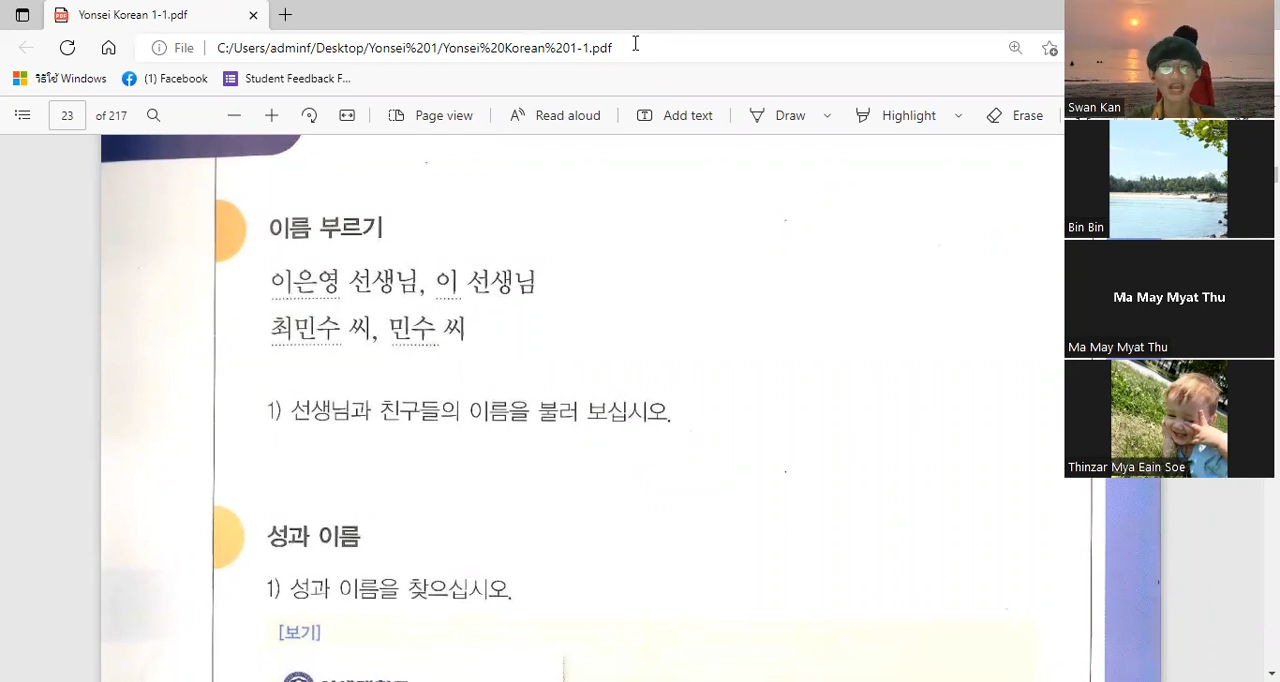 Yonsei Korean 1-1.pdf
File C:/Users/adminf/Desktop/Yonsei%201/Yonsei%20Korean%201-1.pdf
วิธีใช้ Windows (1) Facebook Student Feedback F...
23 of 217 Page view Read aloud Add text Draw Highlight Erase
이름 부르기
이은영 선생님, 이 선생님
최민수 씨, 민수 씨
1) 선생님과 친구들의 이름을 불러 보십시오.
성과 이름
1) 성과 이름을 찾으십시오.
[보기]
Swan Kan
Bin Bin
Ma May Myat Thu
Ma May Myat Thu
Thinzar Mya Eain Soe